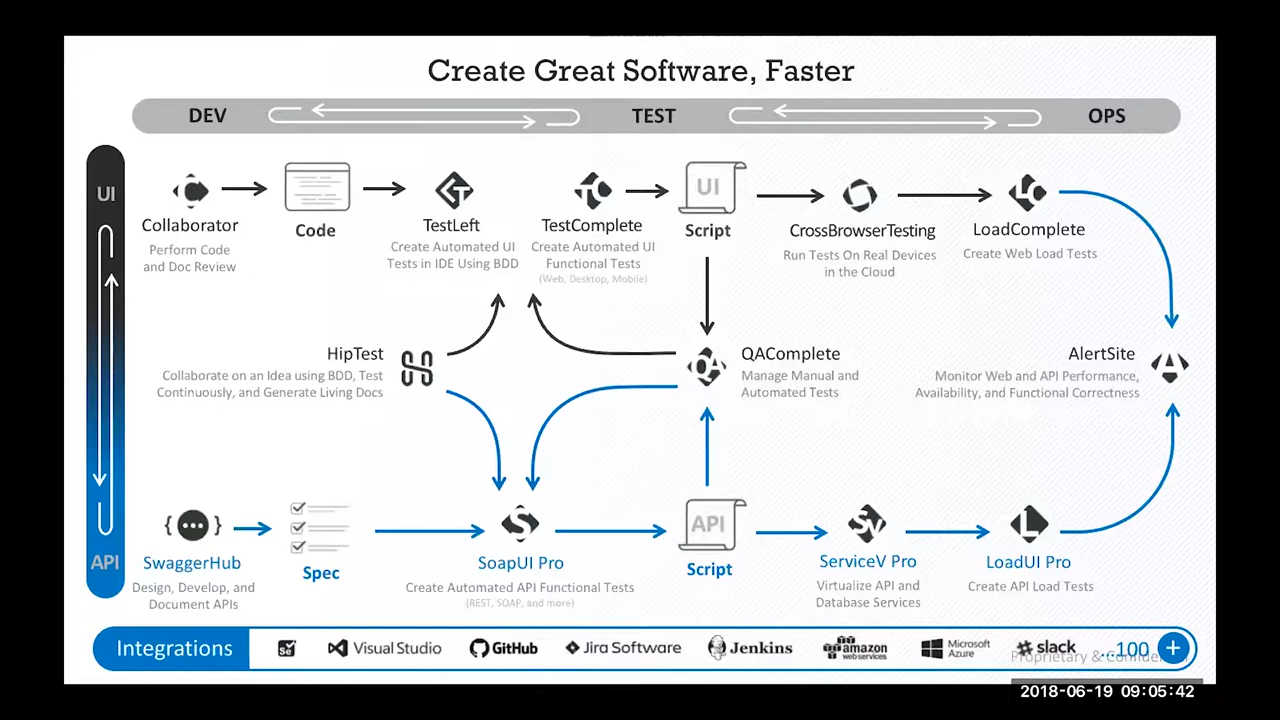 Create Great Software, Faster
DEV
TEST
OPS
UI
UI
Collaborator
Perform Code
and Doc Review
Code
TestLeft
Create Automated UI
Tests in IDE Using BDD
TestComplete
Create Automated UI
Functional Tests
(Web, Desktop, Mobile)
Script
CrossBrowserTesting
Run Tests On Real Devices
in the Cloud
LoadComplete
Create Web Load Tests
HipTest
Collaborate on an Idea using BDD, Test
Continuously, and Generate Living Docs
QAComplete
Manage Manual and
Automated Tests
AlertSite
Monitor Web and API Performance,
Availability, and Functional Correctness
API
SwaggerHub
Design, Develop, and
Document APIs
Spec
SoapUI Pro
Create Automated API Functional Tests
(REST, SOAP, and more)
API
Script
ServiceV Pro
Virtualize API and
Database Services
LoadUI Pro
Create API Load Tests
Integrations
Se
Visual Studio
GitHub
Jira Software
Jenkins
amazon
web services
Microsoft
Azure
slack
...100
+
Proprietary &
2018-06-19 09:05:42